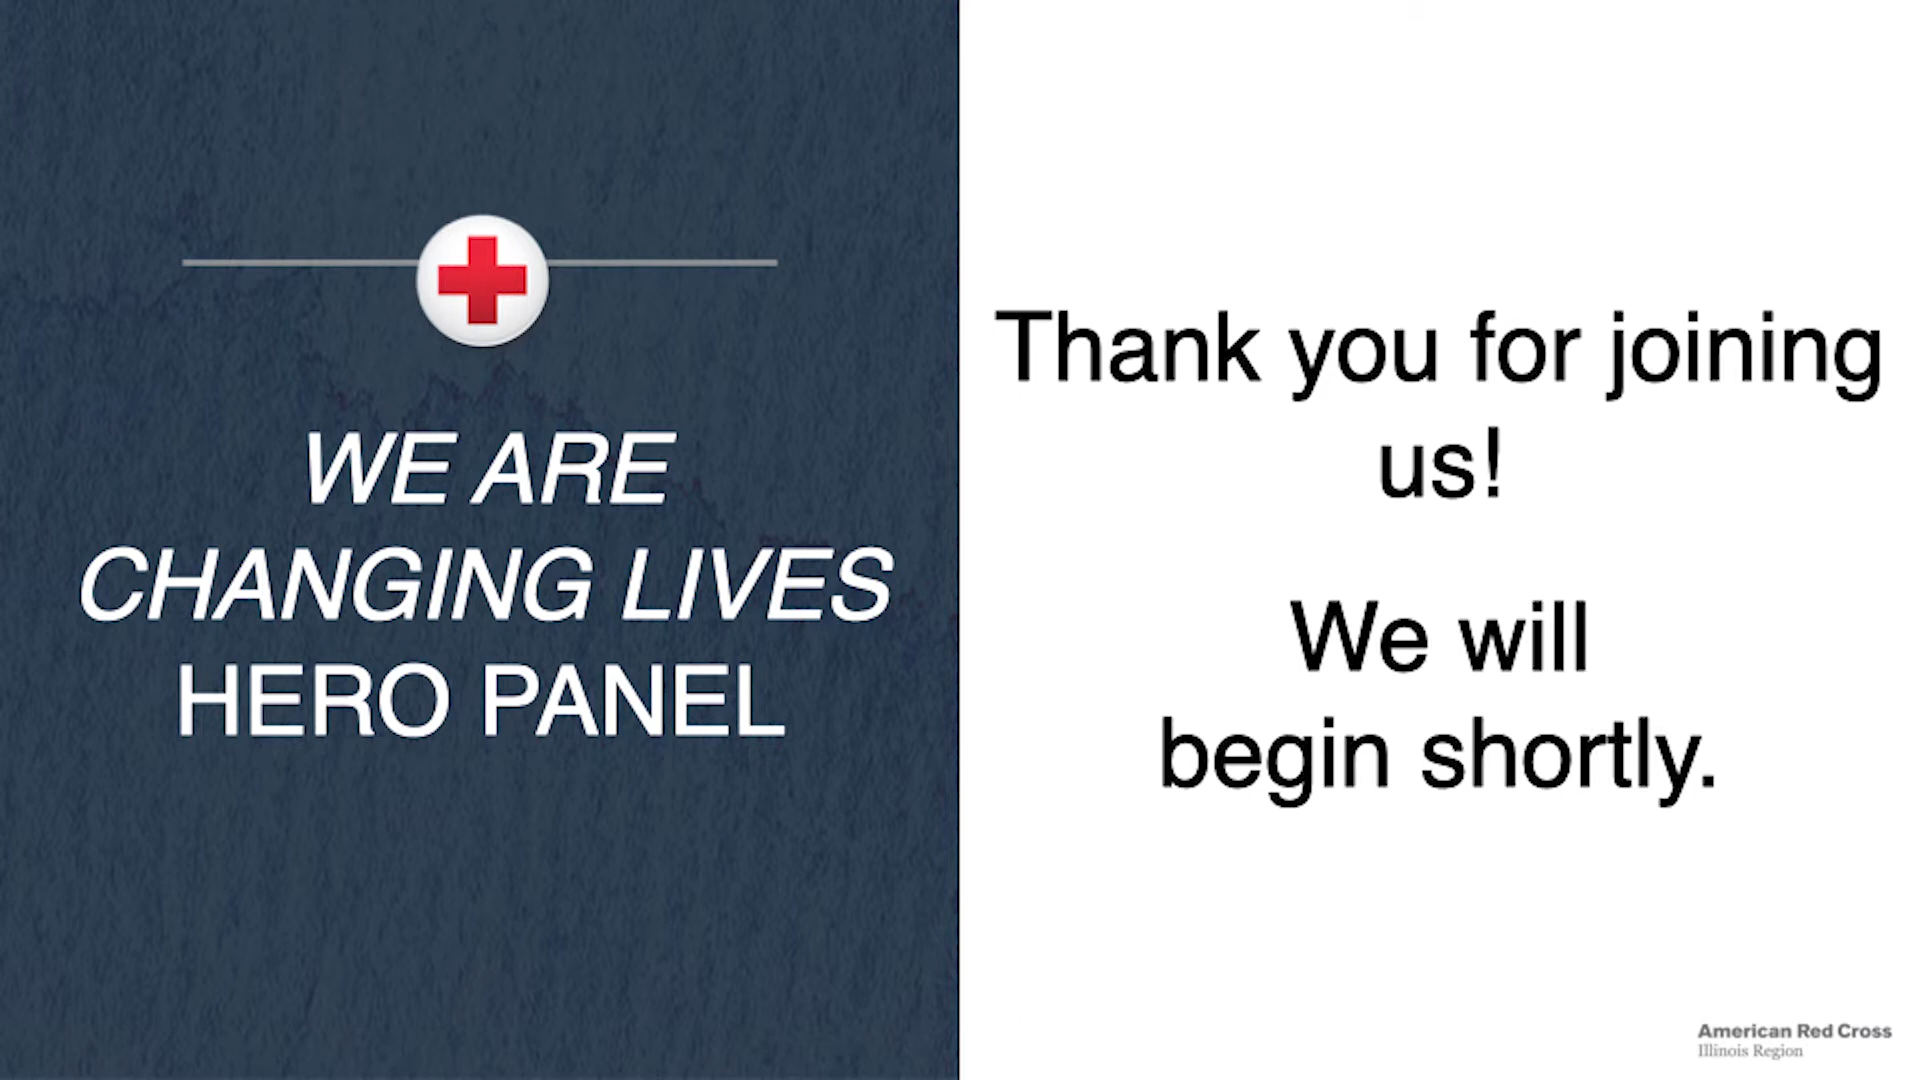 WE ARE
CHANGING LIVES
HERO PANEL
Thank you for joining
us!
We will
begin shortly.
American Red Cross
Illinois Region